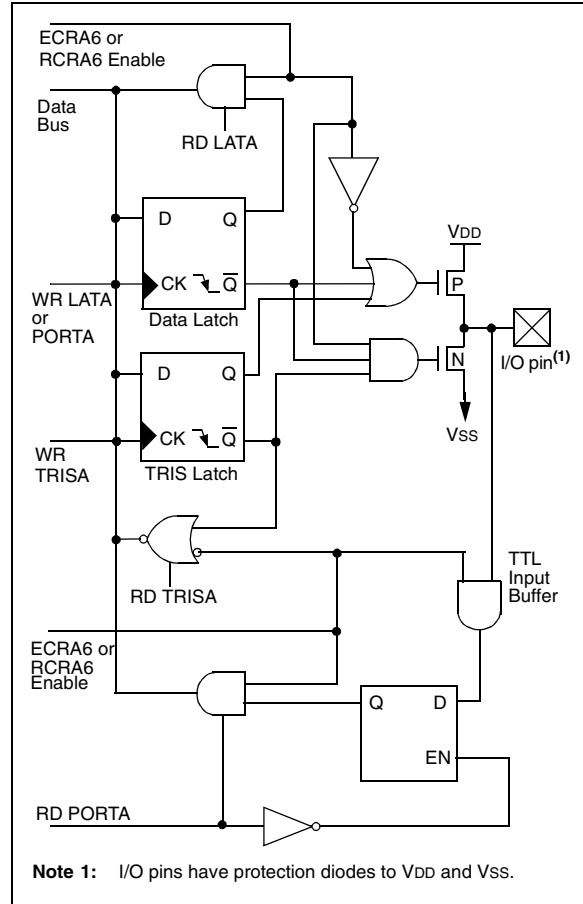 ECRA6 or
RCRA6 Enable
Data
Bus
RD LATA
D Q
VDD
WR LATA
or
PORTA
CK Q
P
Data Latch
I/O pin(1)
N
D Q
WR
TRISA
CK Q
VSS
TRIS Latch
RD TRISA
TTL
Input
Buffer
ECRA6 or
RCRA6
Enable
Q D
EN
RD PORTA
Note 1: I/O pins have protection diodes to VDD and VSS.